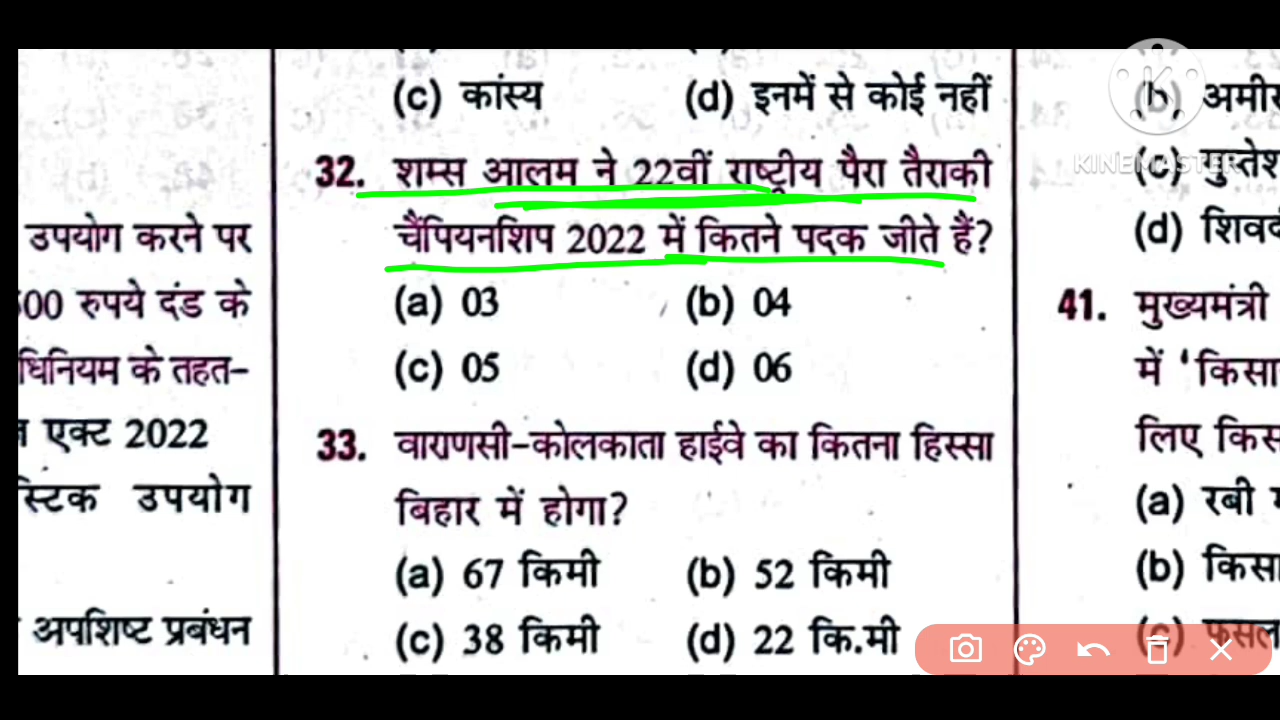 उपयोग करने पर
00 रुपये दंड के
धिनियम के तहत-
एक्ट 2022
स्टिक उपयोग
अपशिष्ट प्रबंधन
(c) कांस्य (d) इनमें से कोई नहीं
32. शम्स आलम ने 22वीं राष्ट्रीय पैरा तैराकी
चैंपियनशिप 2022 में कितने पदक जीते हैं?
(a) 03 (b) 04
(c) 05 (d) 06
33. वाराणसी-कोलकाता हाईवे का कितना हिस्सा
बिहार में होगा?
(a) 67 किमी (b) 52 किमी
(c) 38 किमी (d) 22 कि.मी
(b) अमीर
(c) गुप्तेश
(d) शिवद
41. मुख्यमंत्री
में 'किसा
लिए किस
(a) रबी
(b) किसा
(c) फसल
KINEMASTER